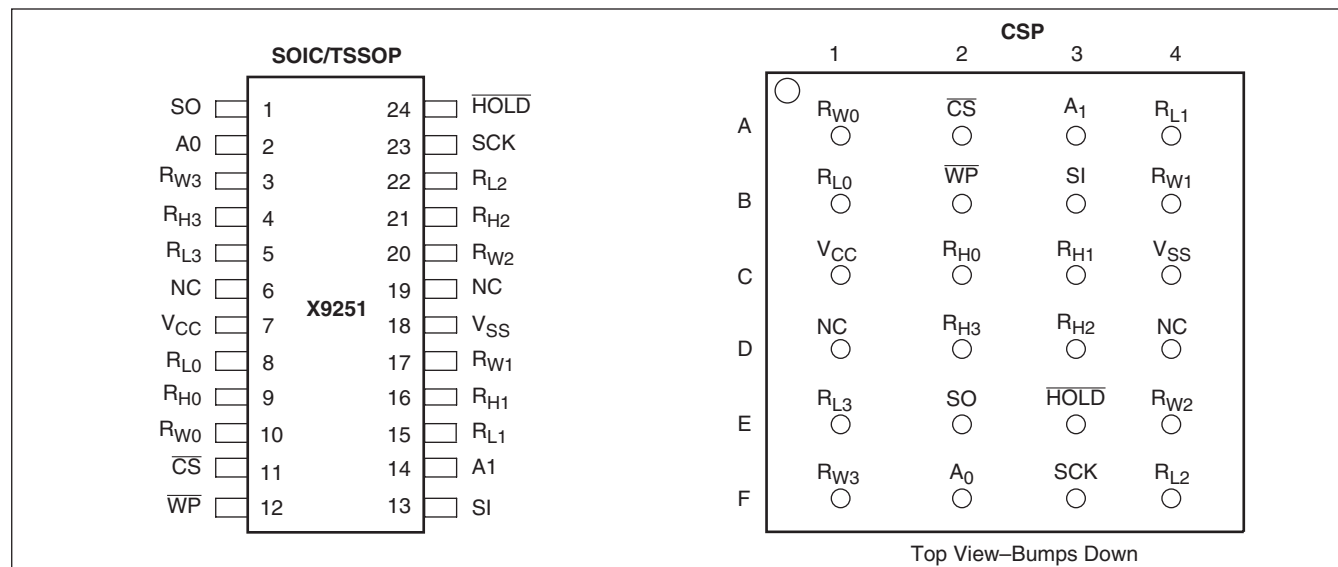 SOIC/TSSOP
SO 1 24 HOLD
A0 2 23 SCK
RW3 3 22 RL2
RH3 4 21 RH2
RL3 5 20 RW2
NC 6 19 NC
X9251
VCC 7 18 VSS
RL0 8 17 RW1
RH0 9 16 RH1
RW0 10 15 RL1
CS 11 14 A1
WP 12 13 SI
CSP
1 2 3 4
A RW0 CS A1 RL1
B RL0 WP SI RW1
C VCC RH0 RH1 VSS
D NC RH3 RH2 NC
E RL3 SO HOLD RW2
F RW3 A0 SCK RL2
Top View–Bumps Down